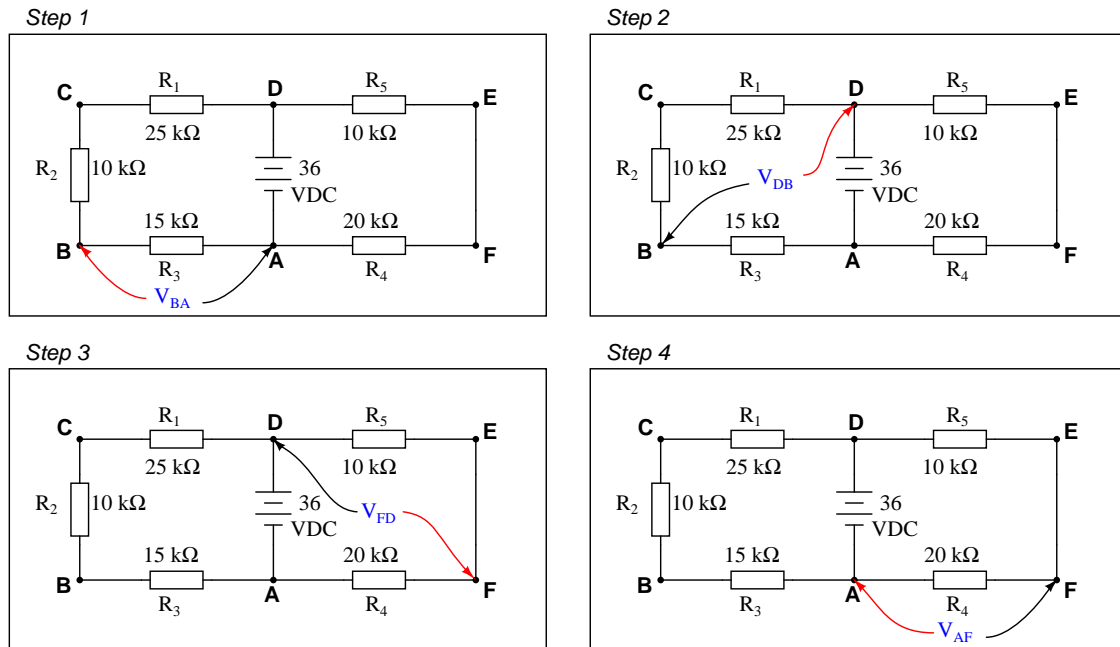 Step 1
C R1 D R5 E
25 kΩ 10 kΩ
R2 10 kΩ 36
VDC
15 kΩ 20 kΩ
B R3 A R4 F
VBA
Step 2
C R1 D R5 E
25 kΩ 10 kΩ
R2 10 kΩ VDB 36
VDC
15 kΩ 20 kΩ
B R3 A R4 F
Step 3
C R1 D R5 E
25 kΩ 10 kΩ
R2 10 kΩ 36 VFD
VDC
15 kΩ 20 kΩ
B R3 A R4 F
Step 4
C R1 D R5 E
25 kΩ 10 kΩ
R2 10 kΩ 36
VDC
15 kΩ 20 kΩ
B R3 A R4 F
VAF